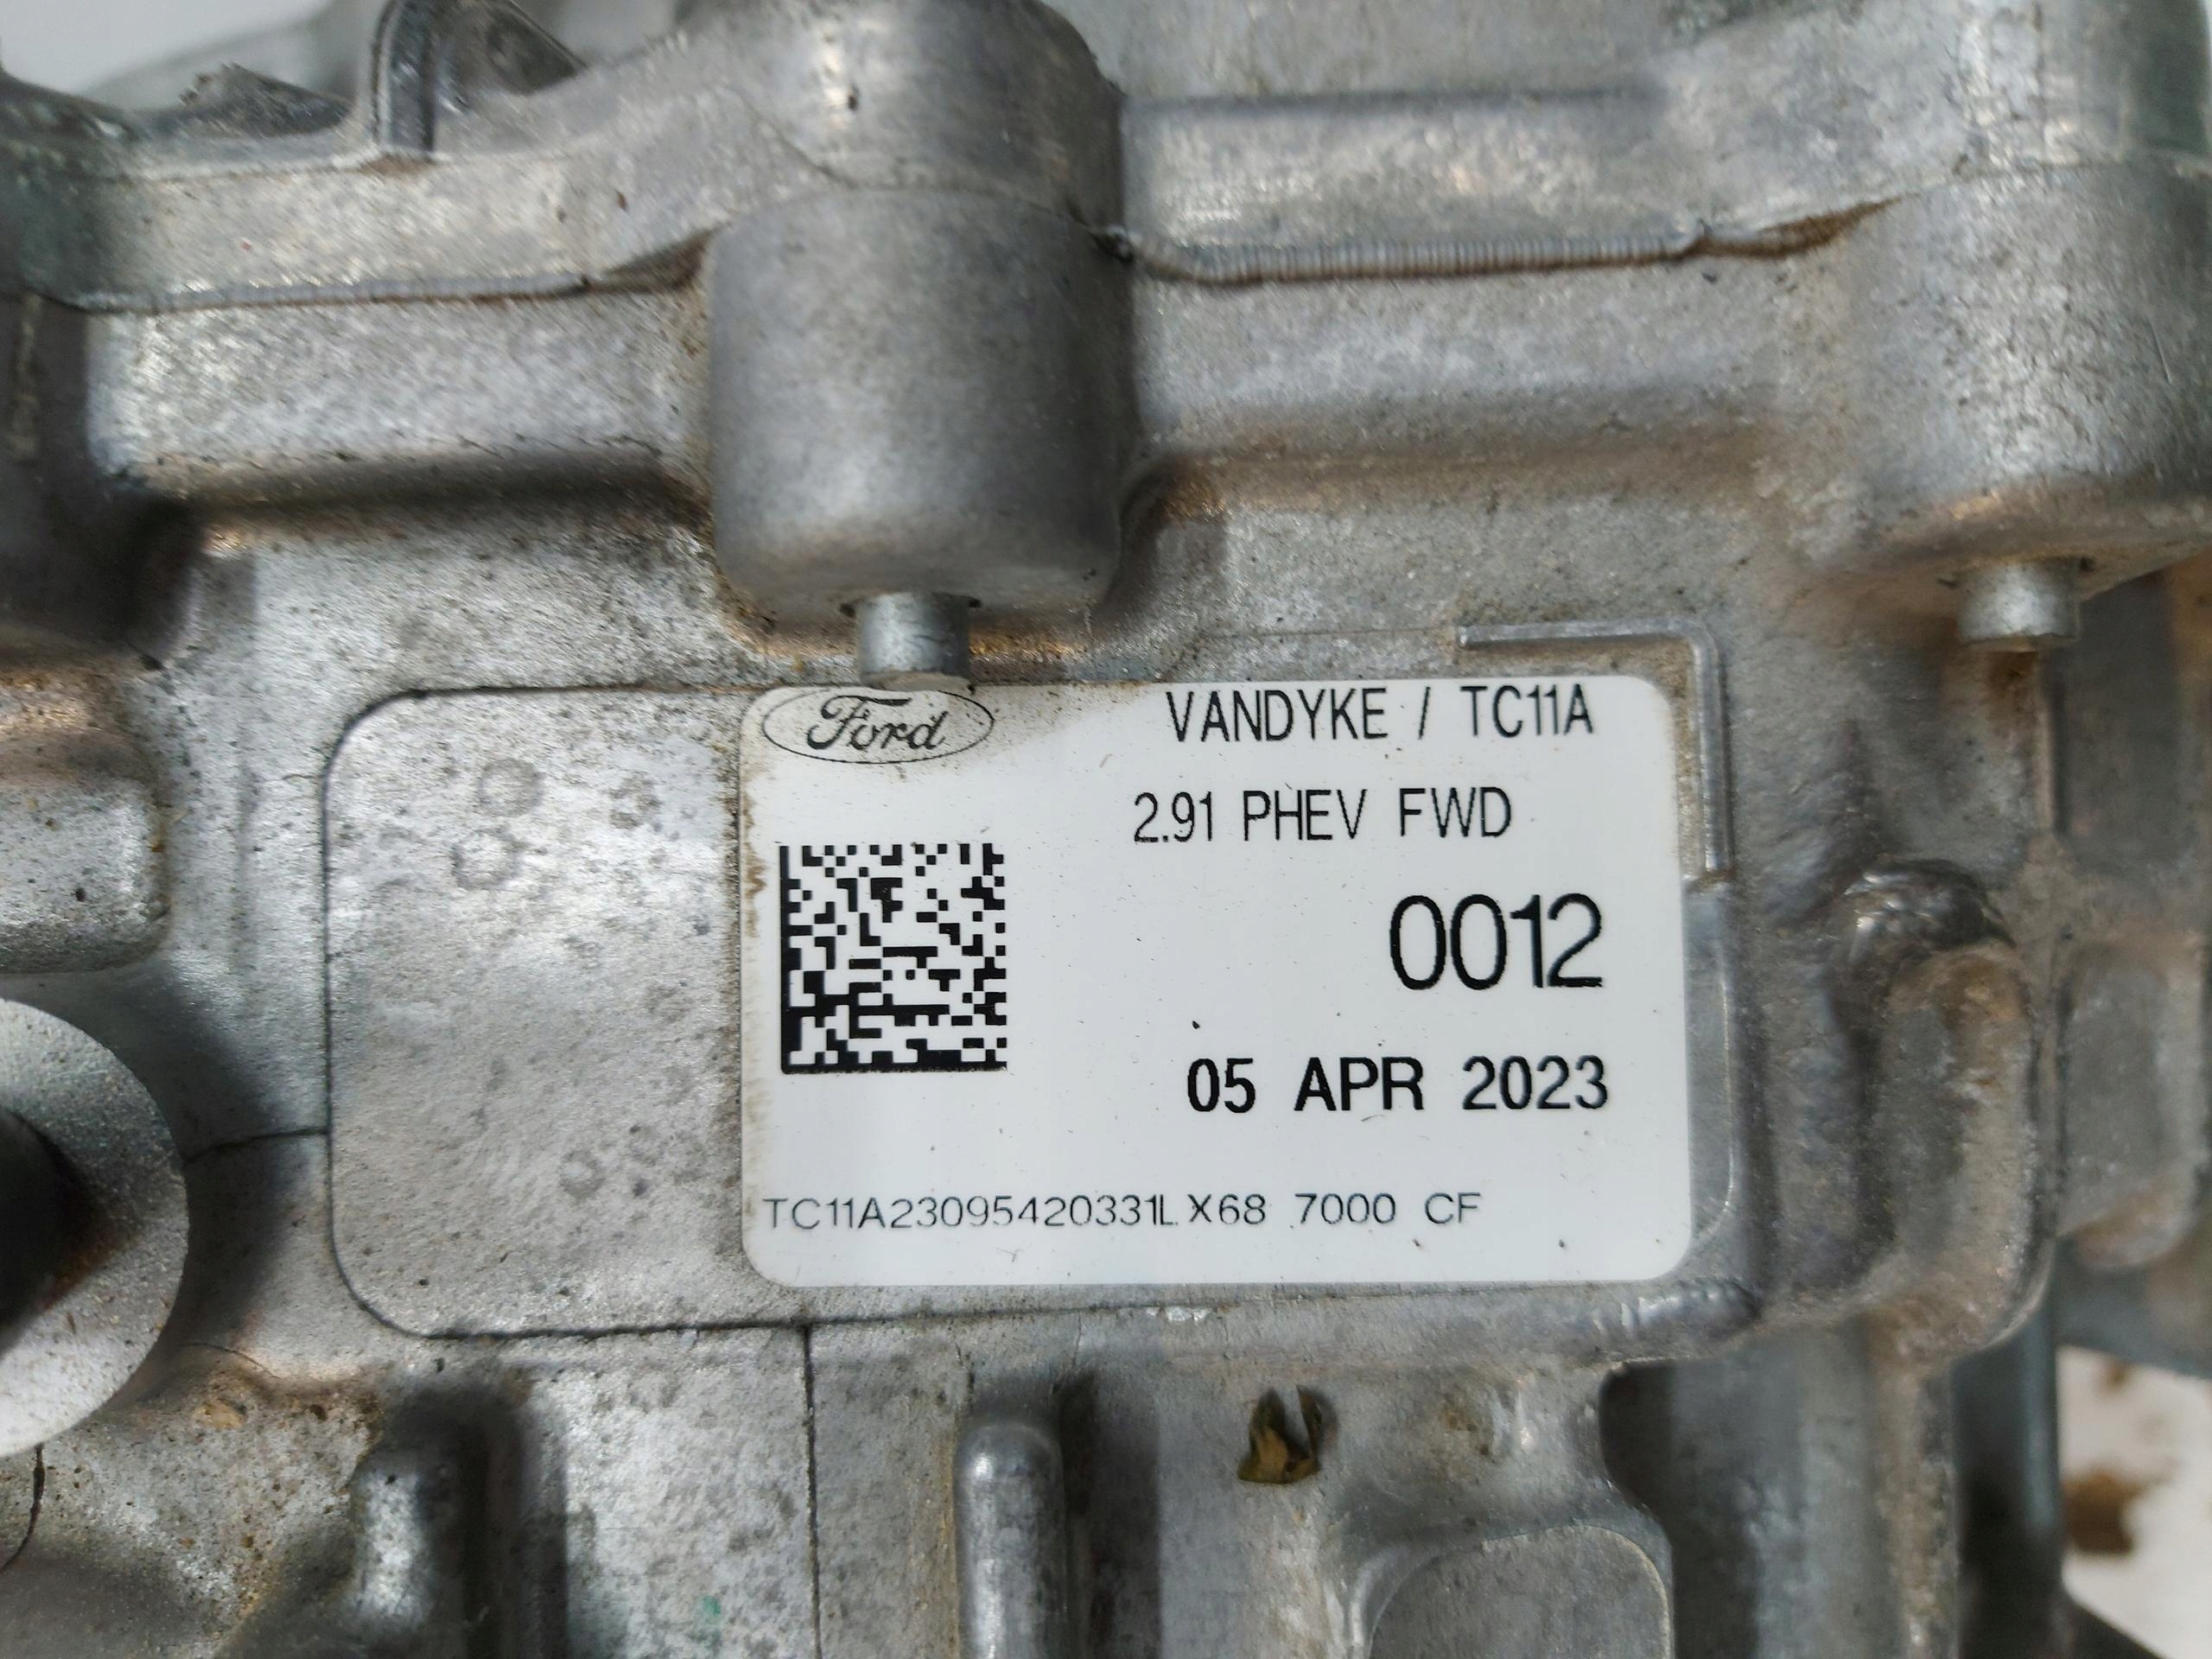 Ford
VANDYKE / TC11A
2.91 PHEV FWD
0012
05 APR 2023
TC11A23095420331LX68 7000 CF